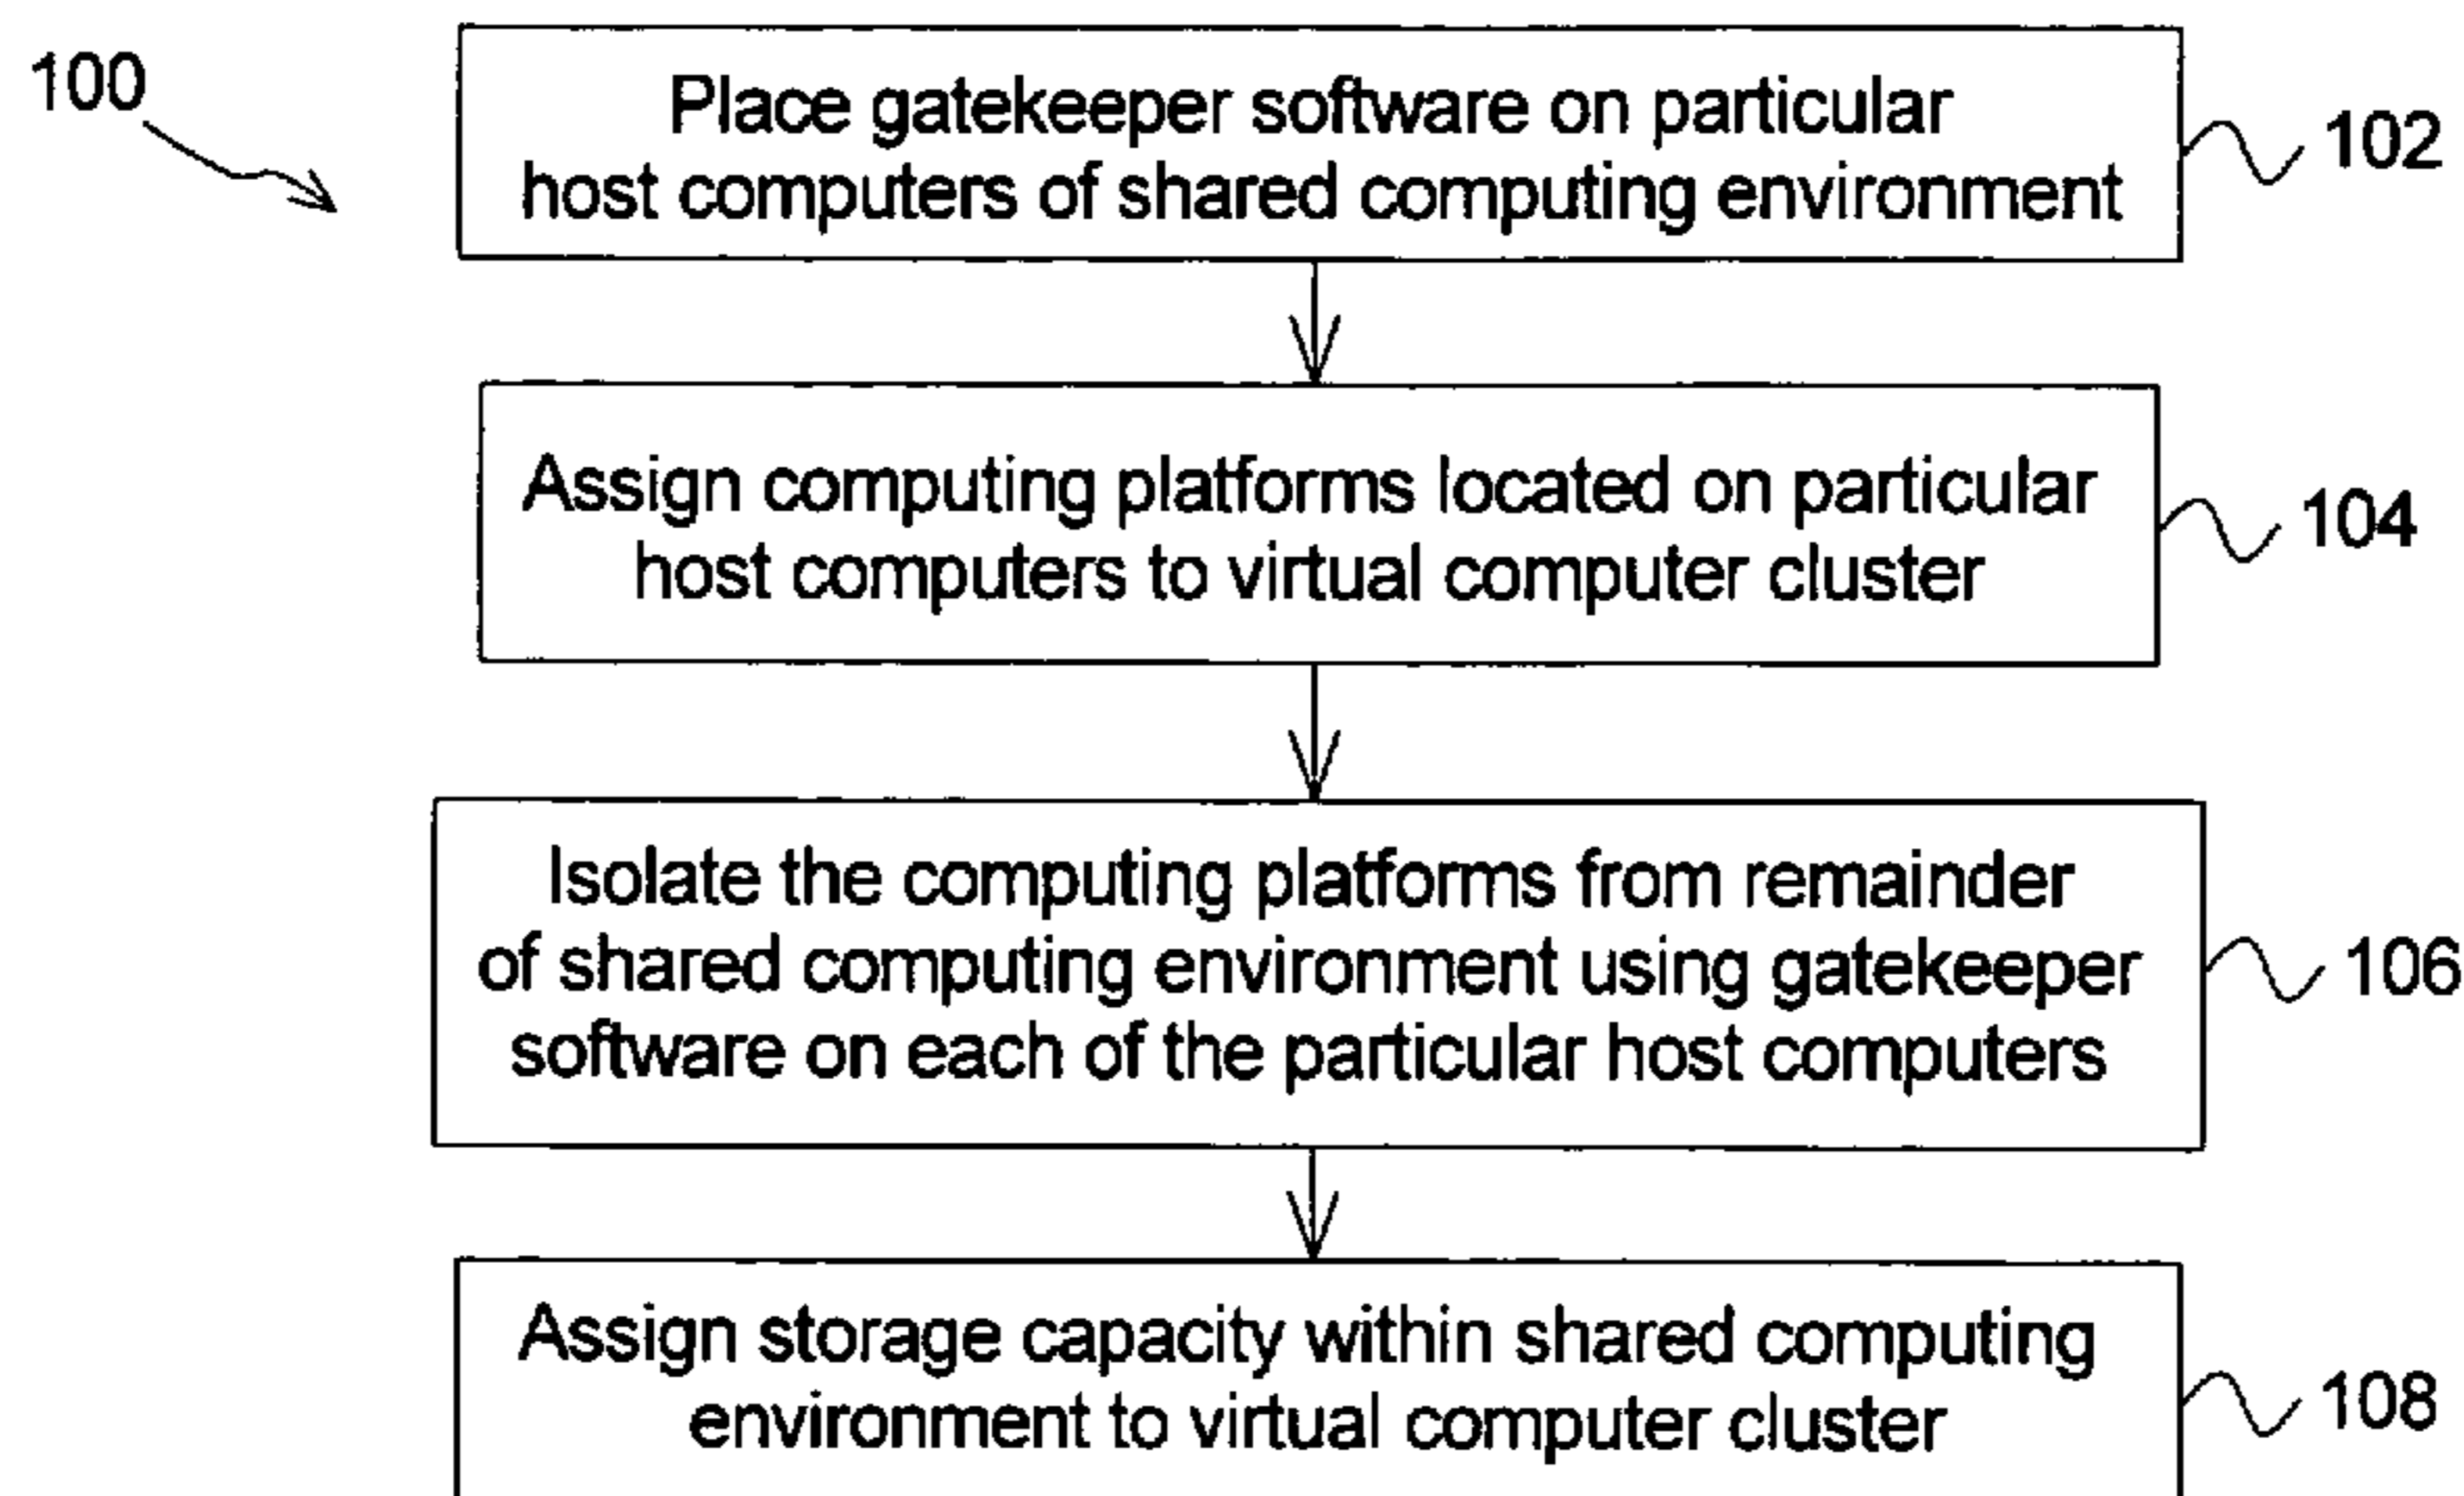 100
Place gatekeeper software on particular
host computers of shared computing environment
102
Assign computing platforms located on particular
host computers to virtual computer cluster
104
Isolate the computing platforms from remainder
of shared computing environment using gatekeeper
software on each of the particular host computers
106
Assign storage capacity within shared computing
environment to virtual computer cluster
108